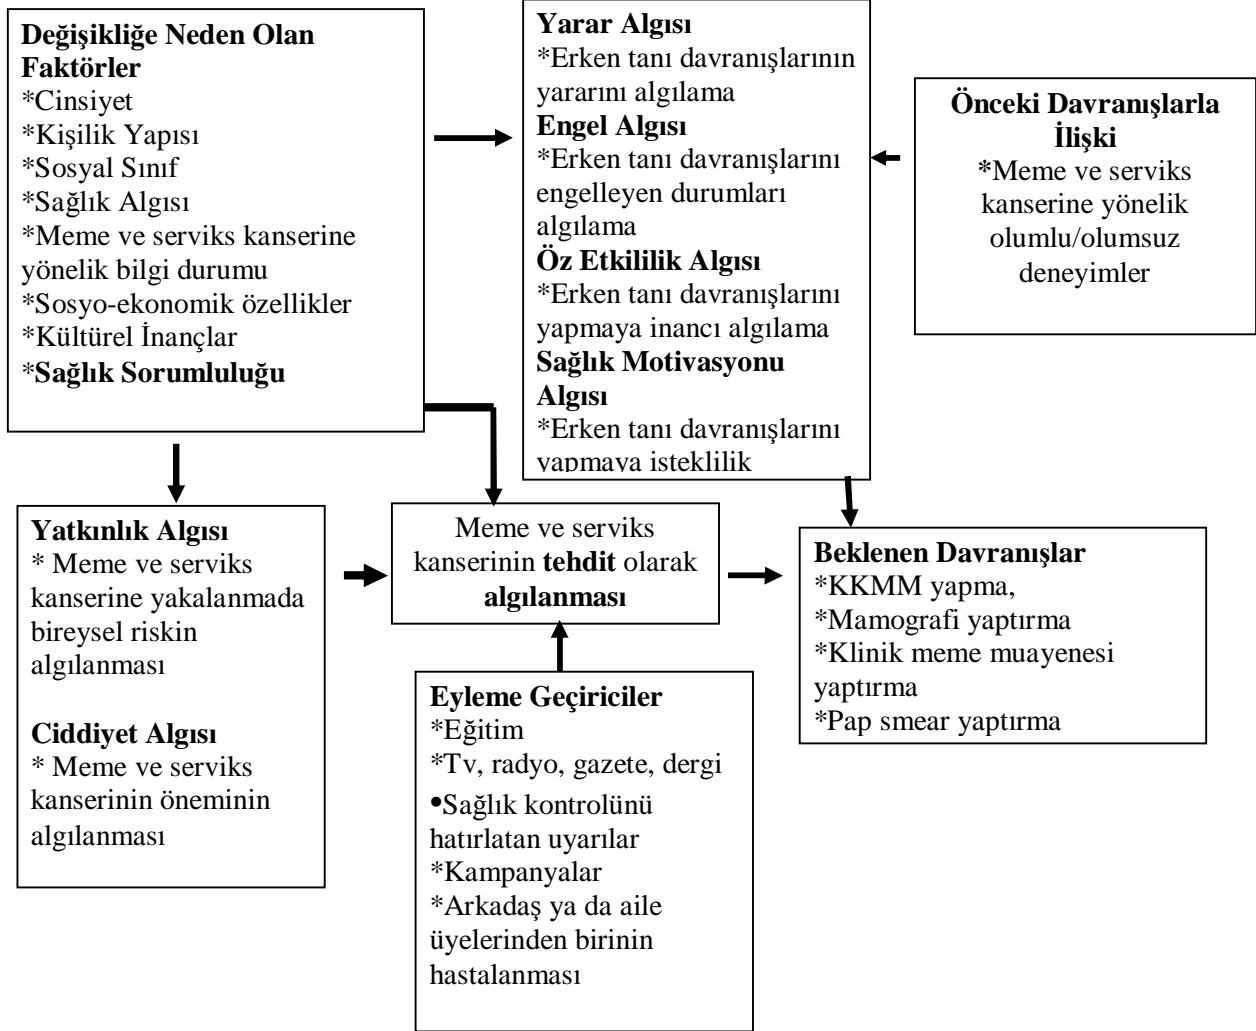 Değişikliğe Neden Olan
Faktörler
*Cinsiyet
*Kişilik Yapısı
*Sosyal Sınıf
*Sağlık Algısı
*Meme ve serviks kanserine
yönelik bilgi durumu
*Sosyo-ekonomik özellikler
*Kültürel İnançlar
*Sağlık Sorumluluğu
Yarar Algısı
*Erken tanı davranışlarının
yararını algılama
Engel Algısı
*Erken tanı davranışlarını
engelleyen durumları
algılama
Öz Etkililik Algısı
*Erken tanı davranışlarını
yapmaya inancı algılama
Sağlık Motivasyonu
Algısı
*Erken tanı davranışlarını
yapmaya isteklilik
Önceki Davranışlarla
İlişki
*Meme ve serviks
kanserine yönelik
olumlu/olumsuz
deneyimler
Yatkınlık Algısı
* Meme ve serviks
kanserine yakalanmada
bireysel riskin
algılanması
Ciddiyet Algısı
* Meme ve serviks
kanserinin öneminin
algılanması
Meme ve serviks
kanserinin tehdit olarak
algılanması
Eyleme Geçiriciler
*Eğitim
*Tv, radyo, gazete, dergi
•Sağlık kontrolünü
hatırlatan uyarılar
*Kampanyalar
*Arkadaş ya da aile
üyelerinden birinin
hastalanması
Beklenen Davranışlar
*KKMM yapma,
*Mamografi yaptırma
*Klinik meme muayenesi
yaptırma
*Pap smear yaptırma